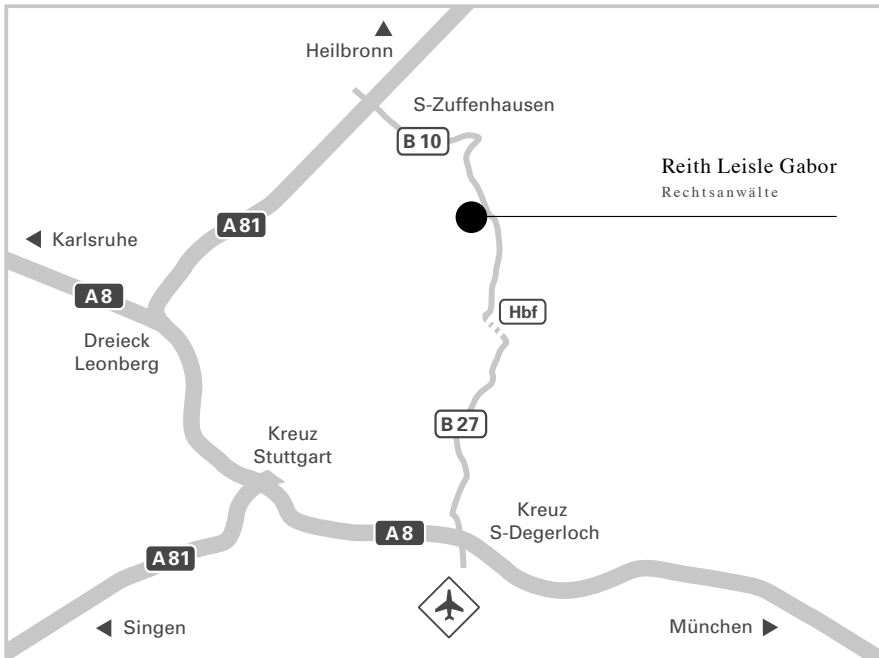 Heilbronn
S-Zuffenhausen
B 10
Reith Leisle Gabor
Rechtsanwälte
A 81
Karlsruhe
A 8
Hbf
Dreieck
Leonberg
B 27
Kreuz
Stuttgart
Kreuz
S-Degerloch
A 8
A 81
Singen
München